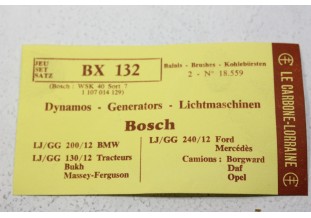 JEU
SET
SATZ
BX 132
Balais - Brushes - Kohlebürsten
2 - N° 18.559
(Bosch : WSK 40 Sort 7
1 107 014 129)
Dynamos - Generators - Lichtmaschinen
Bosch
LJ/GG 200/12 BMW
LJ/GG 130/12 Tracteurs
Bukh
Massey-Ferguson
LJ/GG 240/12 Ford
Mercédès
Camions : Borgward
Daf
Opel
LE CARBONE-LORRAINE